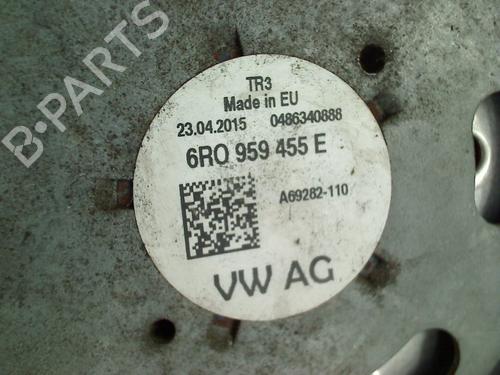 B-PARTS
TR3
Made in EU
23.04.2015 0486340888
6R0 959 455 E
A69282-110
VW AG